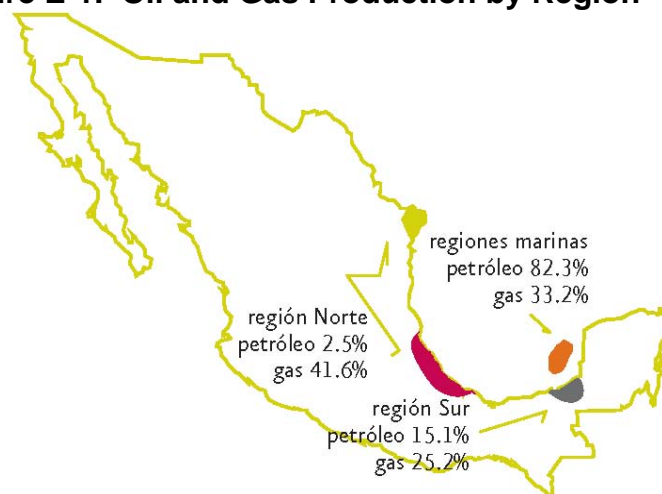 Oil and Gas Production by Region
regiones marinas
petróleo 82.3%
gas 33.2%
región Norte
petróleo 2.5%
gas 41.6%
región Sur
petróleo 15.1%
gas 25.2%